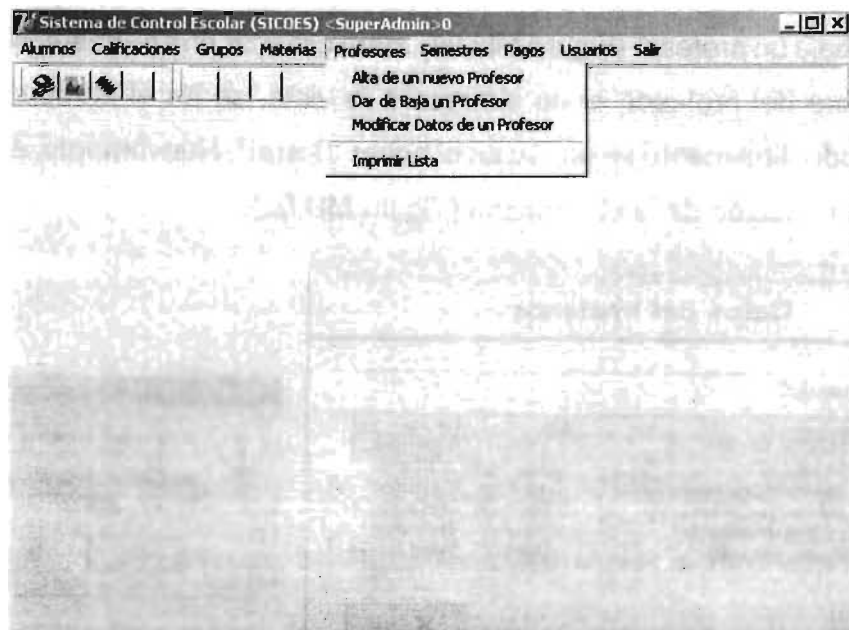 Sistema de Control Escolar (SICOES) <SuperAdmin>0
Alumnos Calificaciones Grupos Materias Profesores Semestres Pagos Usuarios Salir
Alta de un nuevo Profesor
Dar de Baja un Profesor
Modificar Datos de un Profesor
Imprimir Lista